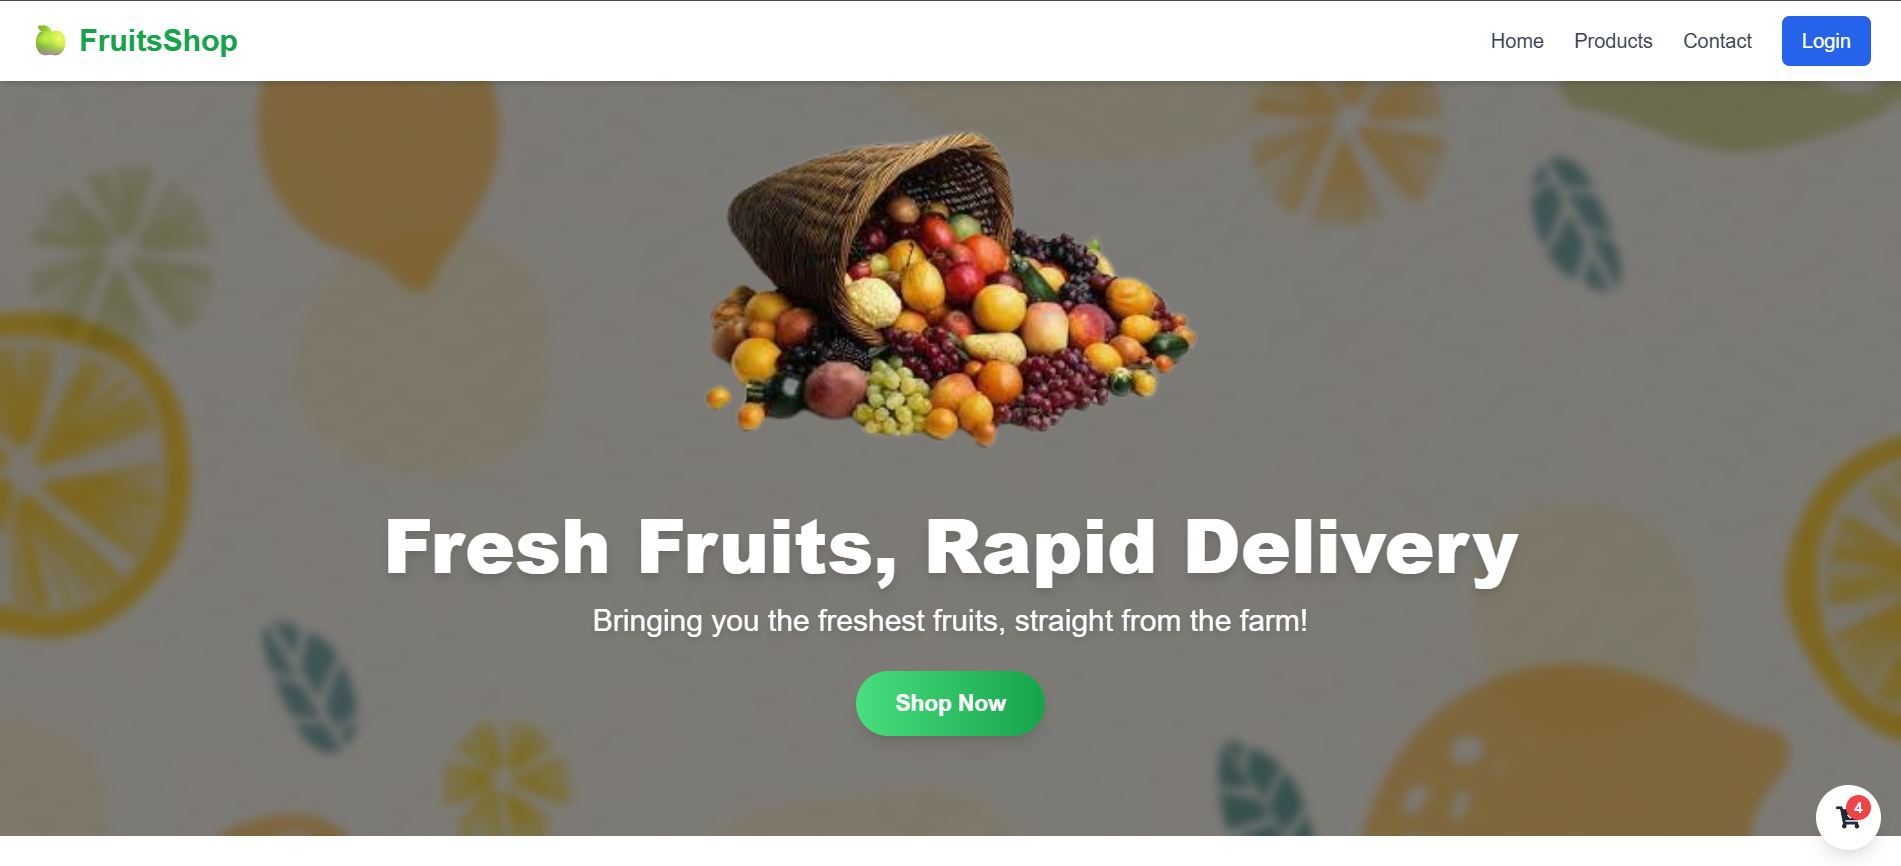 FruitsShop
Home
Products
Contact
Login
Fresh Fruits, Rapid Delivery
Bringing you the freshest fruits, straight from the farm!
Shop Now
4